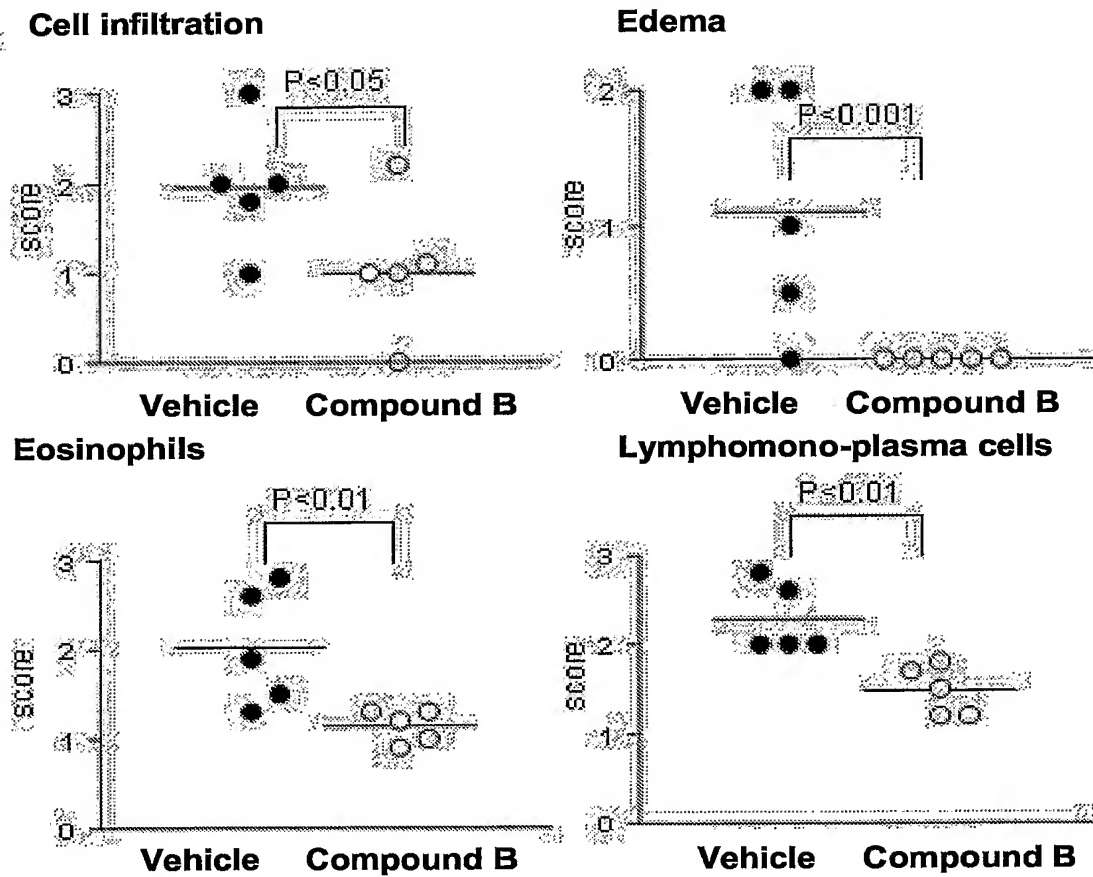 Cell infiltration
P<0.05
3
2
1
0
score
Vehicle Compound B
Edema
P<0.001
2
1
0
score
Vehicle Compound B
Eosinophils
P<0.01
3
2
1
0
score
Vehicle Compound B
Lymphomono-plasma cells
P<0.01
3
2
1
0
score
Vehicle Compound B